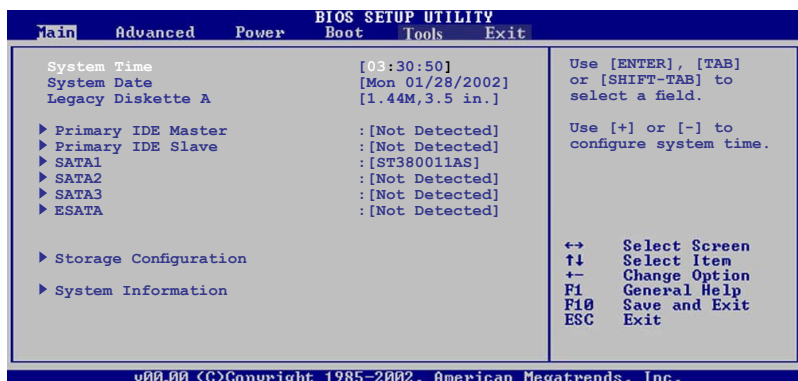 BIOS SETUP UTILITY
Main Advanced Power Boot Tools Exit
System Time [03:30:50]
System Date [Mon 01/28/2002]
Legacy Diskette A [1.44M,3.5 in.]
Primary IDE Master :[Not Detected]
Primary IDE Slave :[Not Detected]
SATA1 :[ST380011AS]
SATA2 :[Not Detected]
SATA3 :[Not Detected]
ESATA :[Not Detected]
Storage Configuration
System Information
Use [ENTER], [TAB]
or [SHIFT-TAB] to
select a field.
Use [+] or [-] to
configure system time.
↔ Select Screen
↑↓ Select Item
+- Change Option
F1 General Help
F10 Save and Exit
ESC Exit
v00.00 (C)Copyright 1985-2002, American Megatrends, Inc.